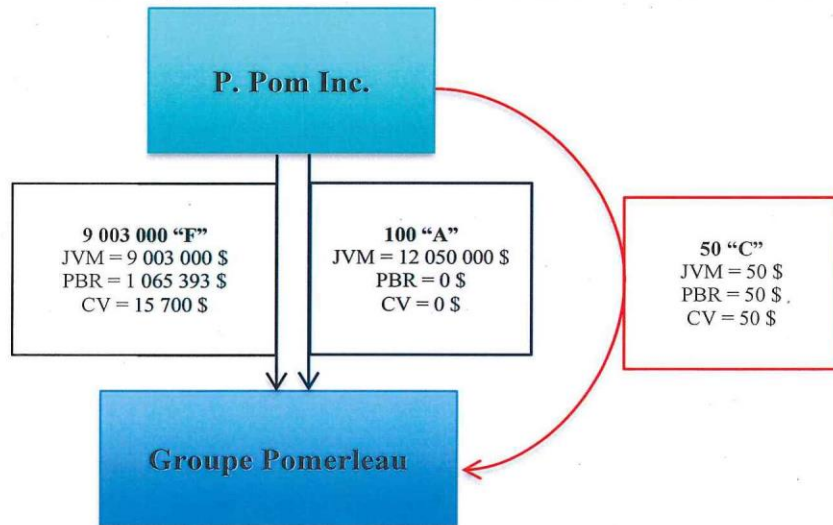 P. Pom Inc.
9 003 000 “F”
JVM = 9 003 000 $
PBR = 1 065 393 $
CV = 15 700 $
100 “A”
JVM = 12 050 000 $
PBR = 0 $
CV = 0 $
50 “C”
JVM = 50 $
PBR = 50 $
CV = 50 $
Groupe Pomerleau